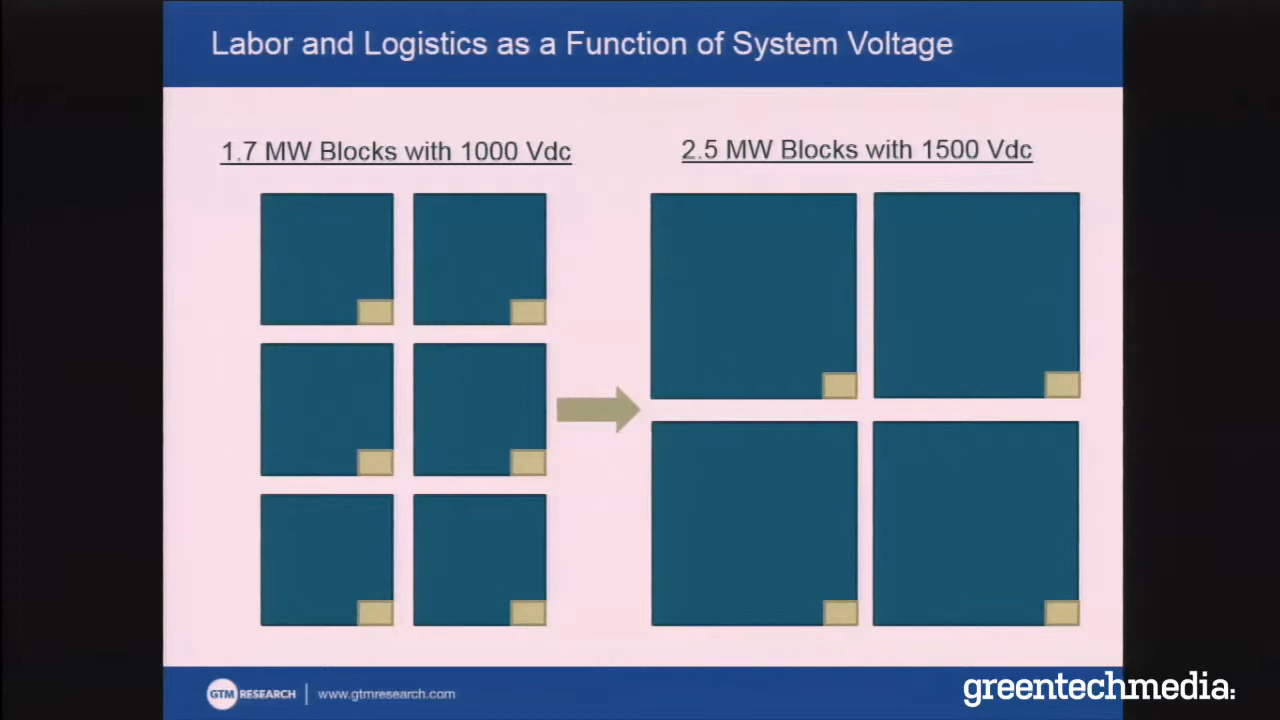 Labor and Logistics as a Function of System Voltage
1.7 MW Blocks with 1000 Vdc
2.5 MW Blocks with 1500 Vdc
GTM RESEARCH | www.gtmresearch.com
greentechmedia: